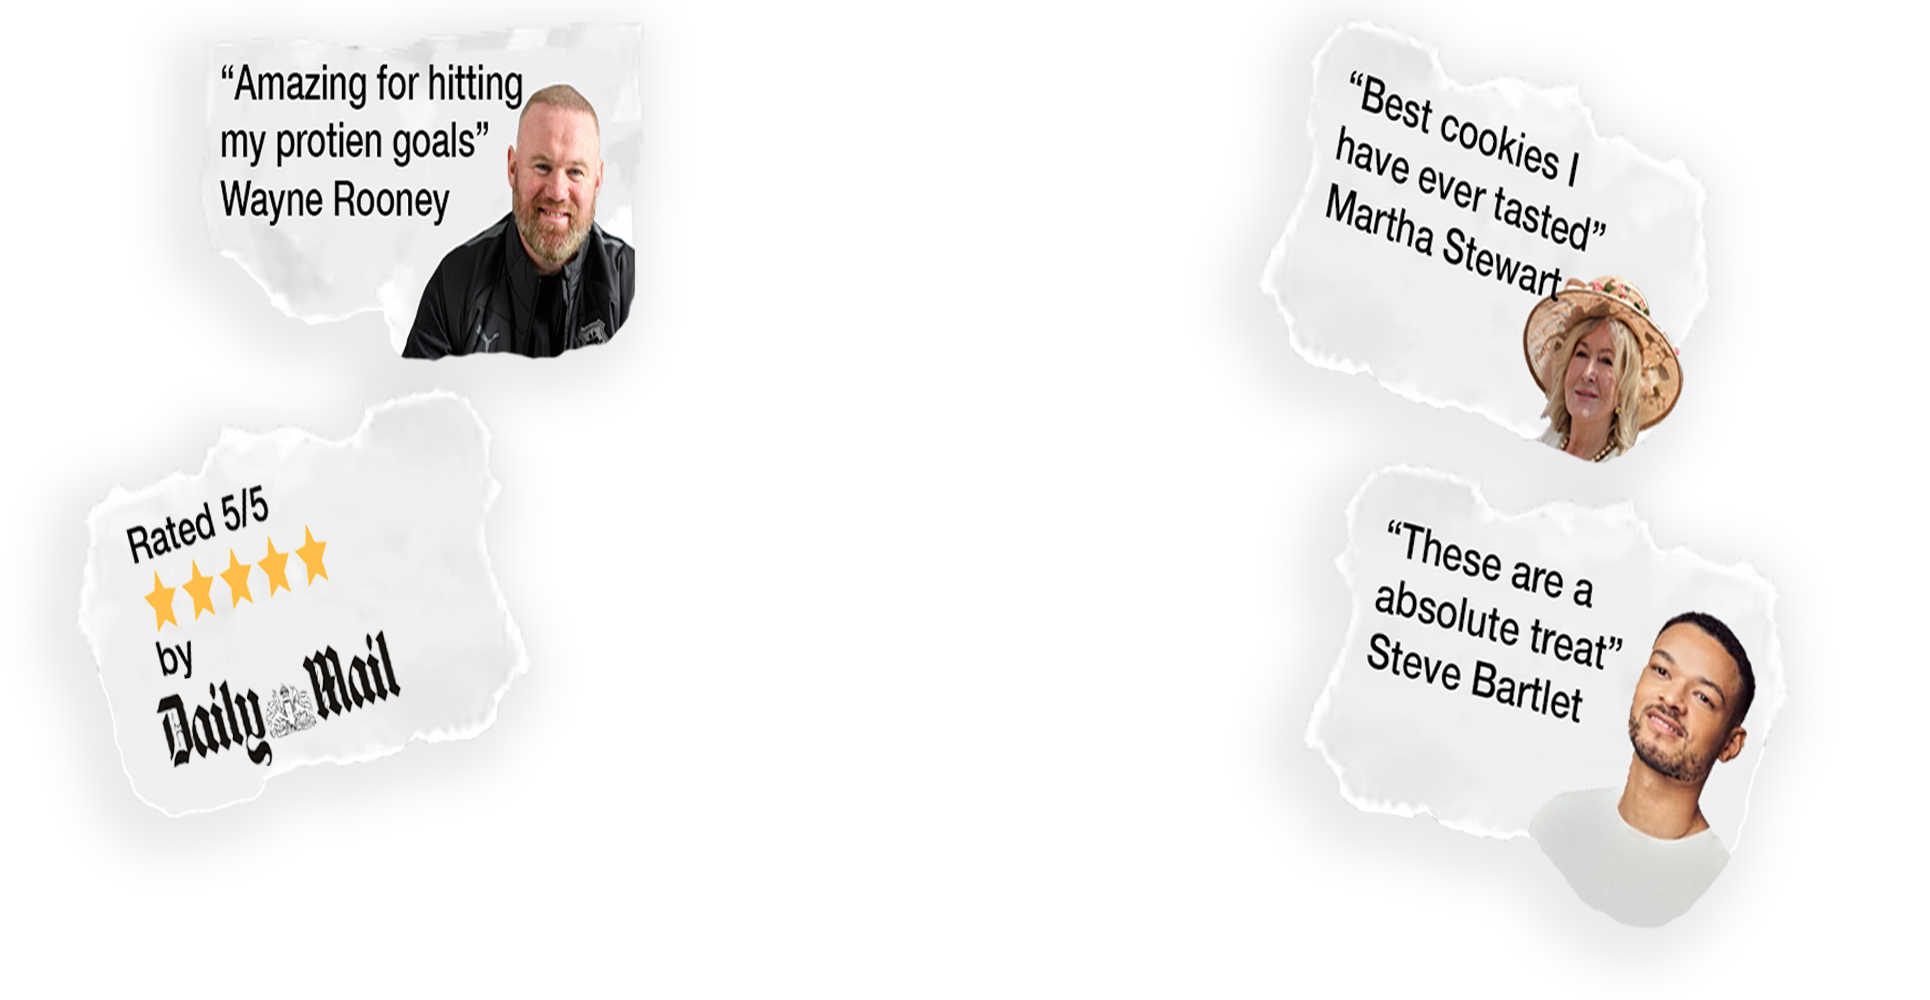 “Amazing for hitting
my protien goals”
Wayne Rooney
Rated 5/5
by
Daily Mail
“Best cookies I
have ever tasted”
Martha Stewart
“These are a
absolute treat”
Steve Bartlet